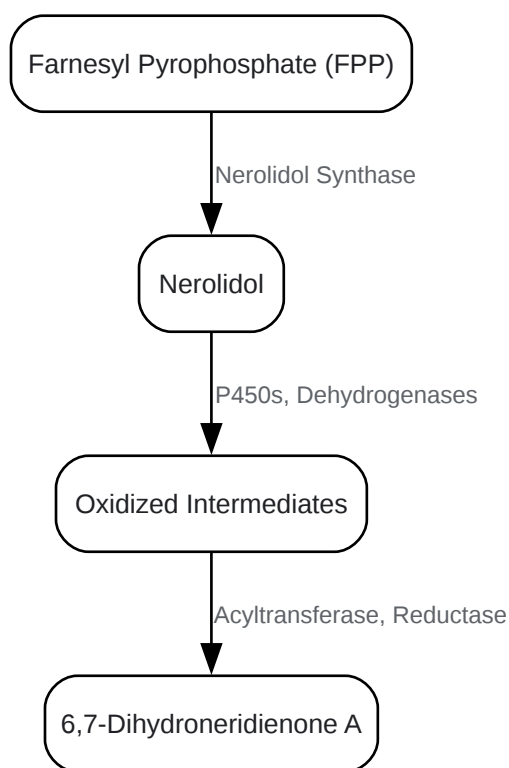 Farnesyl Pyrophosphate (FPP)
Nerolidol Synthase
Nerolidol
P450s, Dehydrogenases
Oxidized Intermediates
Acyltransferase, Reductase
6,7-Dihydroneridienone A